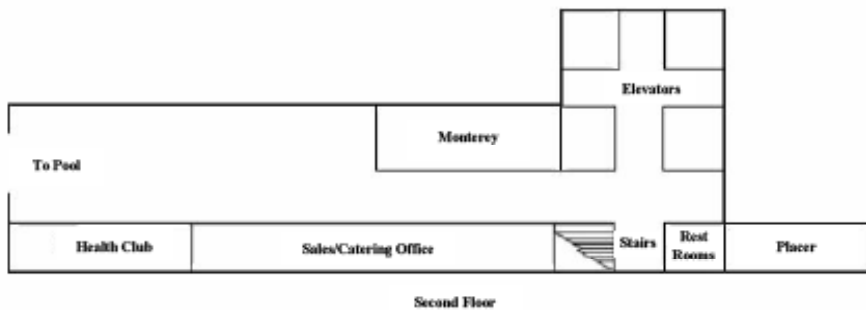 Elevators
Monterey
To Pool
Health Club
Sales/Catering Office
Stairs
Rest
Rooms
Placer
Second Floor